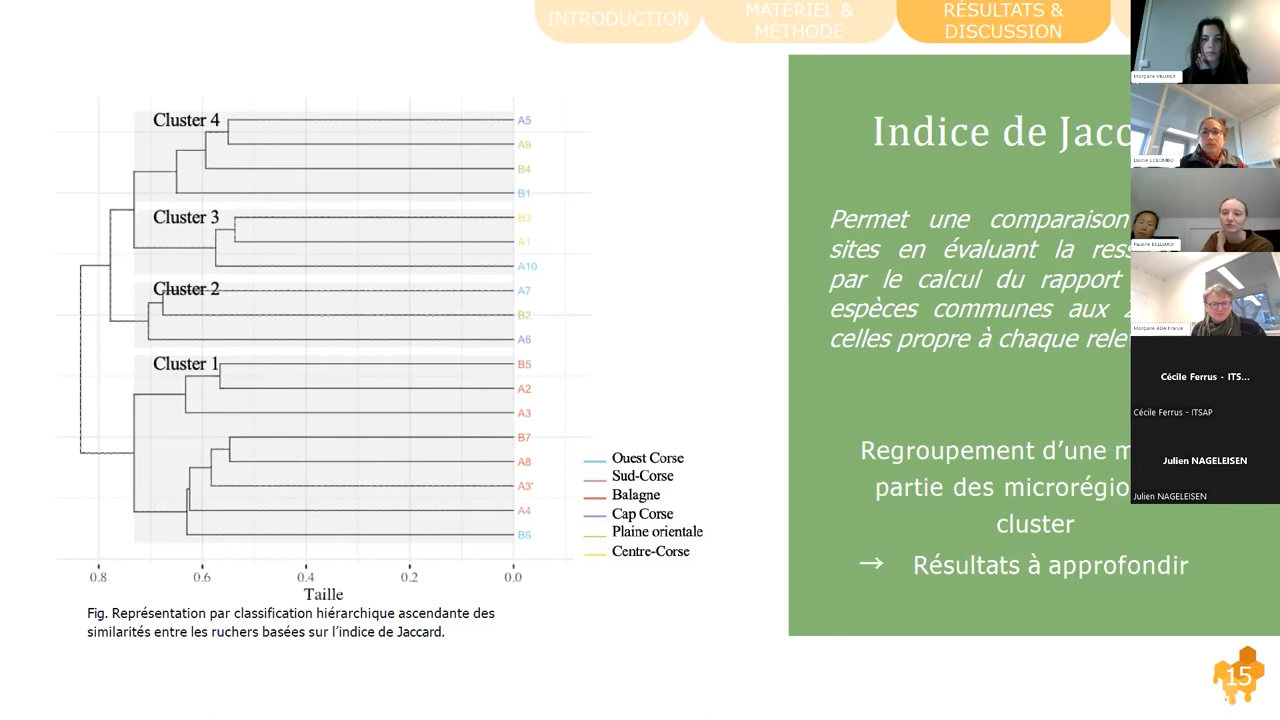 INTRODUCTION
MATÉRIEL &
MÉTHODE
RÉSULTATS &
DISCUSSION
Cluster 4
Cluster 3
Cluster 2
Cluster 1
A5
A9
B4
B1
B3
A1
A10
A7
B2
A6
B5
A2
A3
B7
A8
A3'
A4
B6
Ouest Corse
Sud-Corse
Balagne
Cap Corse
Plaine orientale
Centre-Corse
0.8 0.6 0.4 0.2 0.0
Taille
Fig. Représentation par classification hiérarchique ascendante des
similarités entre les ruchers basées sur l'indice de Jaccard.
Indice de Jacc
Permet une comparaison
sites en évaluant la ress
par le calcul du rapport
espèces communes aux 2
celles propre à chaque rele
Regroupement d'une m
partie des microrégio
cluster
→ Résultats à approfondir
15
Morgane VIGUIER
Elodie COLOMBO
Pauline BELLIARD
Morgane ADA France
Cécile Ferrus - ITS...
Cécile Ferrus - ITSAP
Julien NAGELEISEN
Julien NAGELEISEN